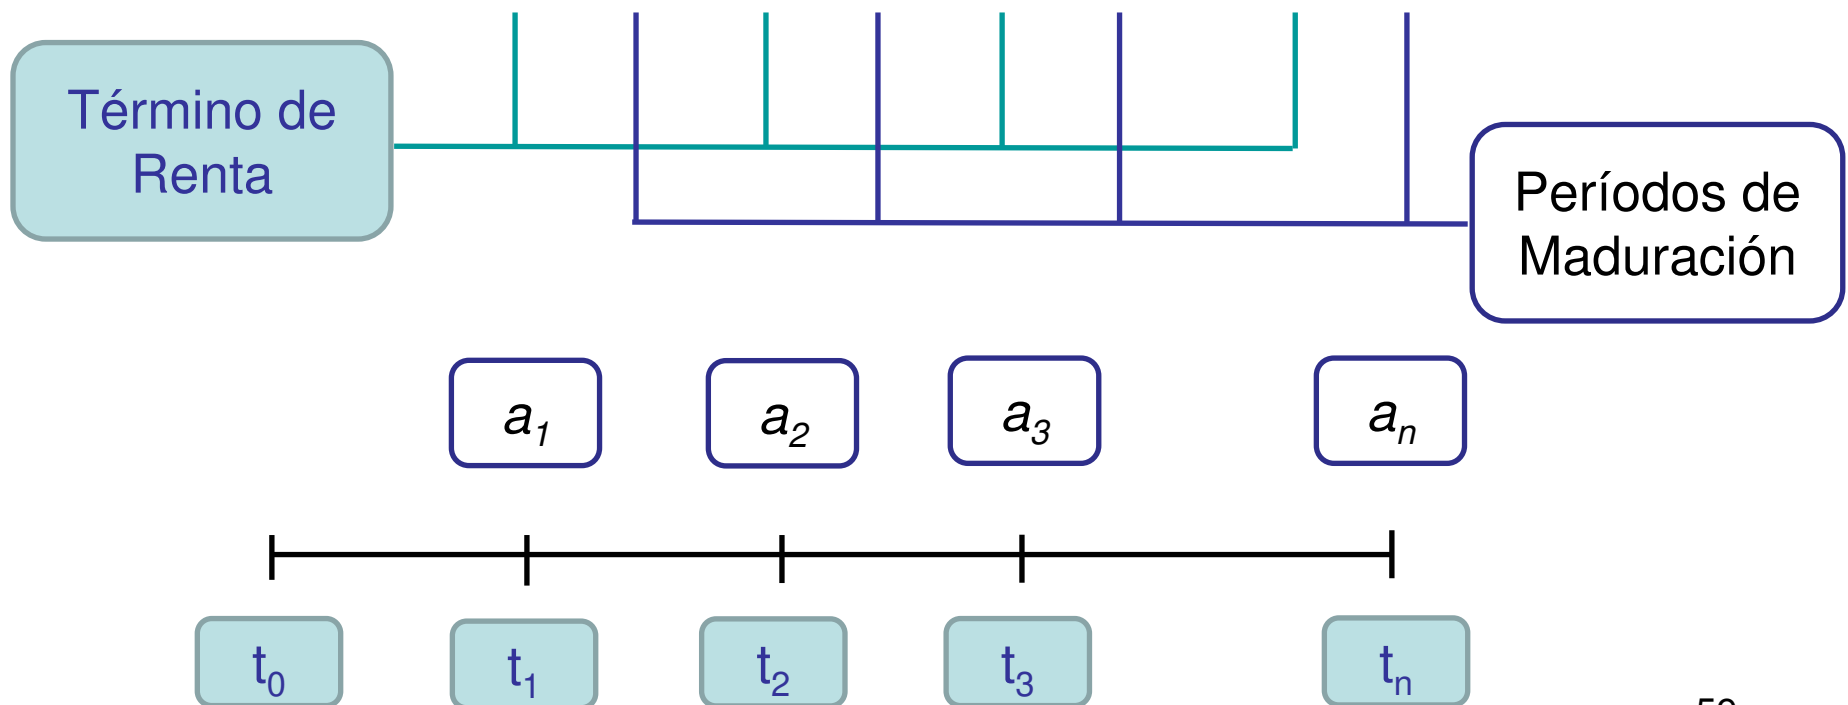 Término de
Renta
Períodos de
Maduración
a1 a2 a3 an
t0 t1 t2 t3 tn